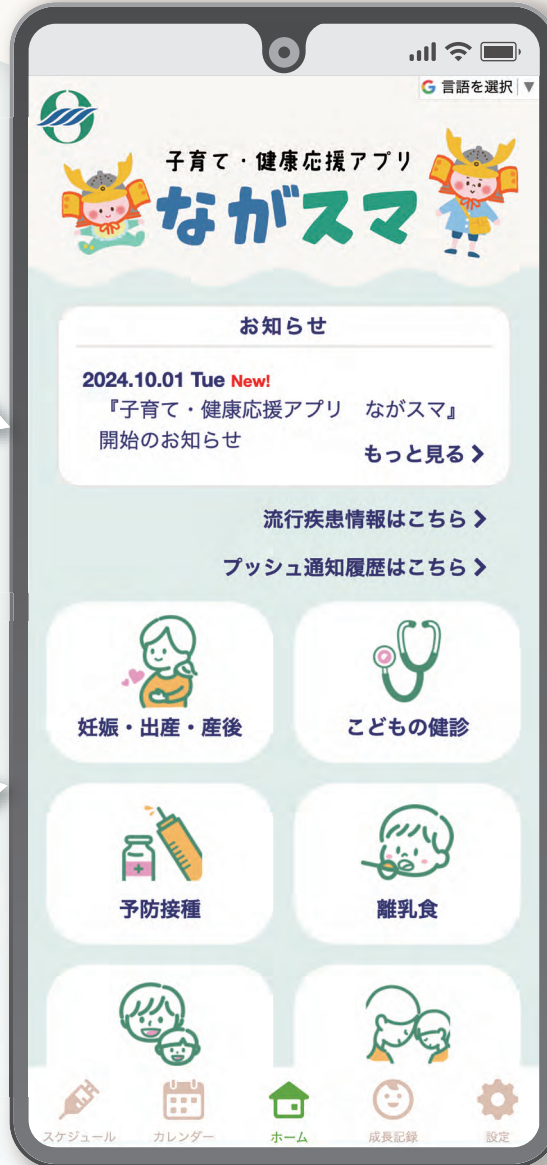 G 言語を選択 ▼
子育て・健康応援アプリ
ながスマ
お知らせ
2024.10.01 Tue New!
『子育て・健康応援アプリ ながスマ』
開始のお知らせ
もっと見る
流行疾患情報はこちら
プッシュ通知履歴はこちら
妊娠・出産・産後
こどもの健診
予防接種
離乳食
スケジュール
カレンダー
ホーム
成長記録
設定